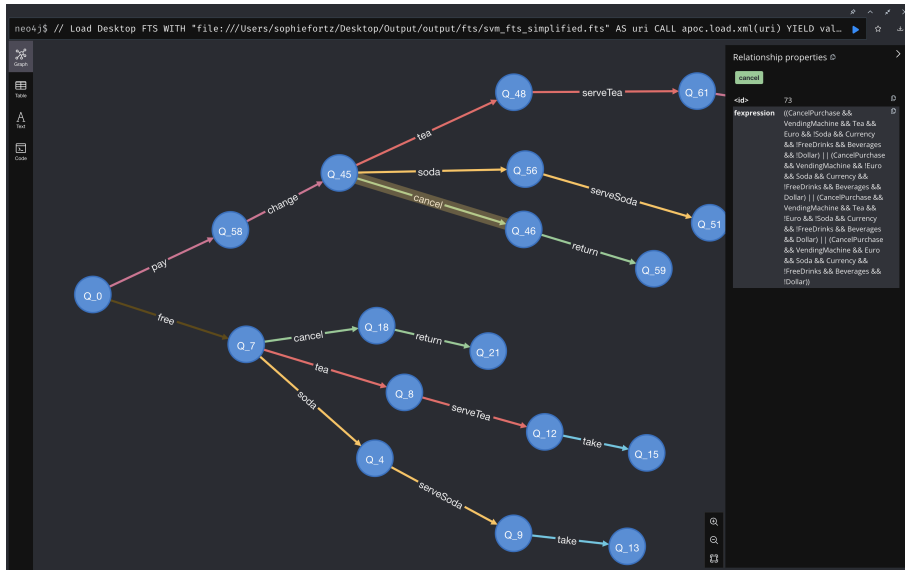 neo4j$ // Load Desktop FTS WITH "file:///Users/sophiefortz/Desktop/Output/output/fts/svm_fts_simplified.fts" AS uri CALL apoc.load.xml(uri) YIELD val…
Graph
Table
Text
Code
Q_48
serveTea
Q_61
tea
Q_45
soda
Q_56
cancel
serveSoda
Q_51
change
Q_46
return
Q_58
Q_59
pay
Q_0
free
Q_7
cancel
Q_18
return
Q_21
tea
Q_8
serveTea
Q_12
take
Q_15
soda
Q_4
serveSoda
Q_9
take
Q_13
Relationship properties
cancel
<id> 73
fexpression ((CancelPurchase &&
VendingMachine && Tea &&
Euro && !Soda && Currency
&& !FreeDrinks && Beverages
&& !Dollar) || (CancelPurchase
&& VendingMachine && !Euro
&& Soda && Currency &&
!FreeDrinks && Beverages &&
Dollar) || (CancelPurchase &&
VendingMachine && Tea &&
!Euro && !Soda && Currency
&& !FreeDrinks && Beverages
&& Dollar) || (CancelPurchase
&& VendingMachine && Euro
&& Soda && Currency &&
!FreeDrinks && Beverages &&
!Dollar))